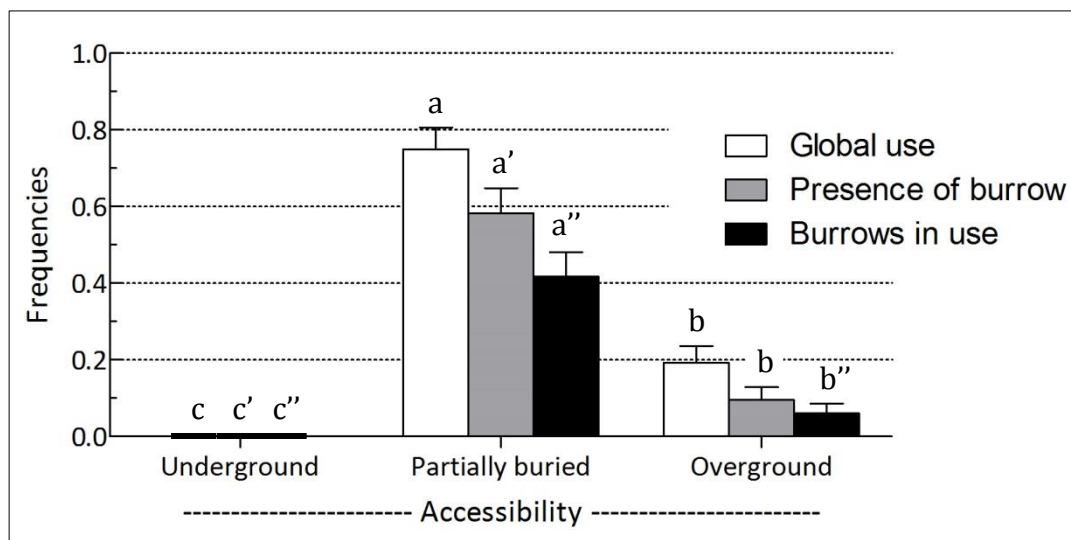 1.0
0.8
0.6
0.4
0.2
0.0
Frequencies
a
a’
a’’
b
b
b’’
c c’ c’’
Global use
Presence of burrow
Burrows in use
Underground Partially buried Overground
----------------------- Accessibility -----------------------